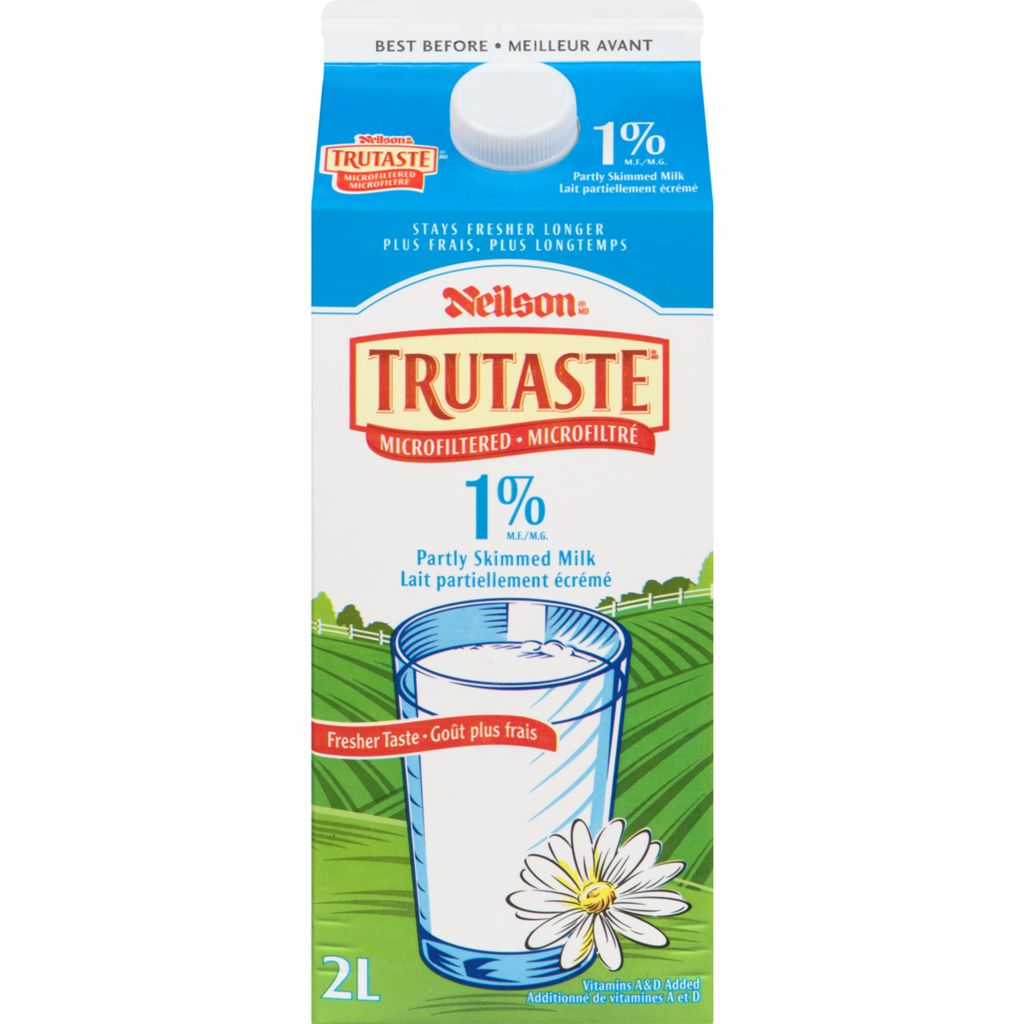 BEST BEFORE • MEILLEUR AVANT
Neilson
TRUTASTE
MICROFILTERED
MICROFILTRÉ
1%
M.F./M.G.
Partly Skimmed Milk
Lait partiellement écrémé
STAYS FRESHER LONGER
PLUS FRAIS, PLUS LONGTEMPS
Neilson ® MD
TRUTASTE
MICROFILTERED • MICROFILTRÉ
1%
M.F./M.G.
Partly Skimmed Milk
Lait partiellement écrémé
Fresher Taste • Goût plus frais
2L
Vitamins A&D Added
Additionné de vitamines A et D